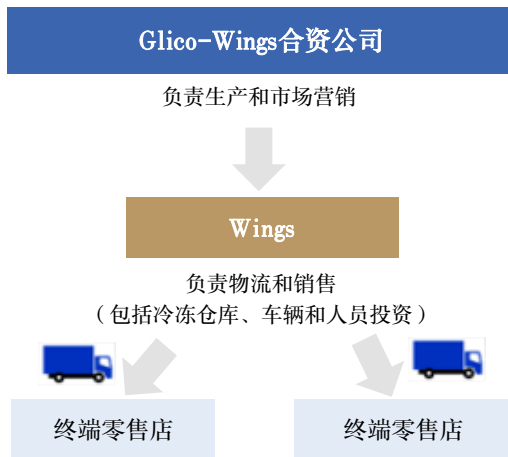 Glico-Wings合资公司
负责生产和市场营销
Wings
负责物流和销售
（包括冷冻仓库、车辆和人员投资）
终端零售店
终端零售店